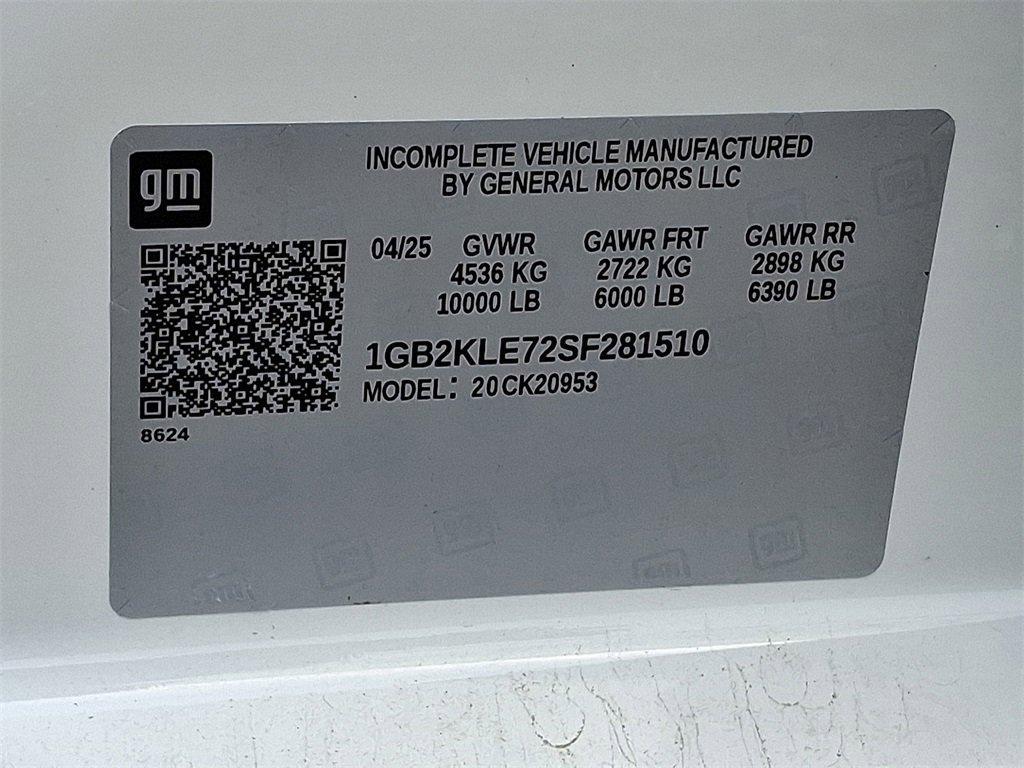 gm
INCOMPLETE VEHICLE MANUFACTURED
BY GENERAL MOTORS LLC
04/25 GVWR GAWR FRT GAWR RR
4536 KG 2722 KG 2898 KG
10000 LB 6000 LB 6390 LB
1GB2KLE72SF281510
MODEL: 20CK20953
8624